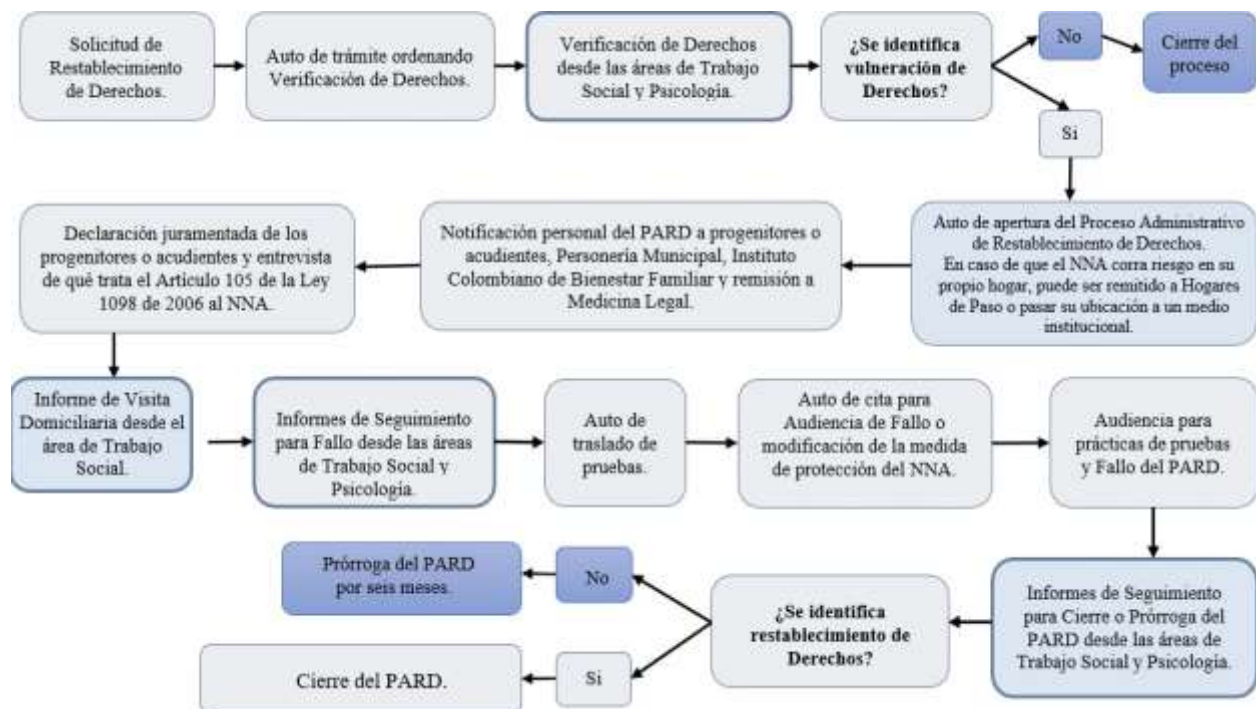 Solicitud de
Restablecimiento
de Derechos.
Auto de trámite ordenando
Verificación de Derechos.
Verificación de Derechos
desde las áreas de Trabajo
Social y Psicología.
¿Se identifica
vulneración de
Derechos?
No
Cierre del
proceso
Si
Auto de apertura del Proceso Administrativo
de Restablecimiento de Derechos.
En caso de que el NNA corra riesgo en su
propio hogar, puede ser remitido a Hogares
de Paso o pasar su ubicación a un medio
institucional.
Notificación personal del PARD a progenitores o
acudientes, Personería Municipal, Instituto
Colombiano de Bienestar Familiar y remisión a
Medicina Legal.
Declaración juramentada de los
progenitores o acudientes y entrevista
de qué trata el Artículo 105 de la Ley
1098 de 2006 al NNA.
Informe de Visita
Domiciliaria desde el
área de Trabajo
Social.
Informes de Seguimiento
para Fallo desde las áreas
de Trabajo Social y
Psicología.
Auto
de traslado
de pruebas.
Auto de cita para
Audiencia de Fallo o
modificación de la medida
de protección del NNA.
Audiencia para
prácticas de pruebas
y Fallo del PARD.
Informes de Seguimiento
para Cierre o Prórroga del
PARD desde las áreas de
Trabajo Social y Psicología.
¿Se identifica
restablecimiento de
Derechos?
No
Prórroga del PARD
por seis meses.
Si
Cierre del PARD.